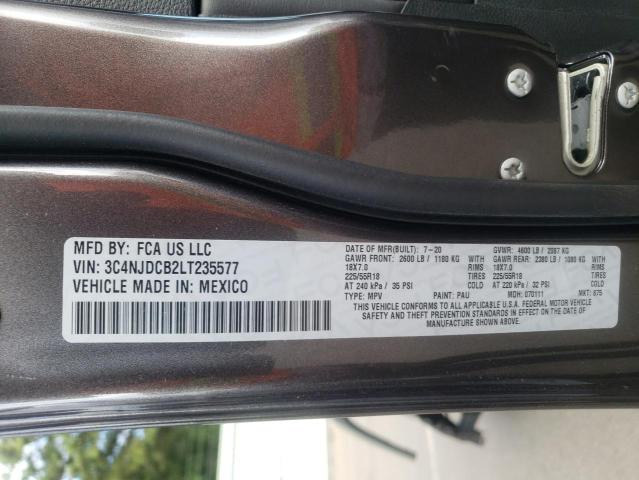 MFD BY: FCA US LLC
VIN: 3C4NJDCB2LT235577
VEHICLE MADE IN: MEXICO
DATE OF MFR(BUILT): 7-20 GVWR: 4600 LB / 2087 KG
GAWR FRONT: 2600 LB / 1180 KG WITH GAWR REAR: 2380 LB / 1080 KG WITH
18X7.0 RIMS 18X7.0 RIMS
225/55R18 TIRES 225/55R18 TIRES
AT 240 kPa / 35 PSI COLD AT 220 kPa / 32 PSI COLD
TYPE: MPV PAINT: PAU MDH: 070111 MKT: 875
THIS VEHICLE CONFORMS TO ALL APPLICABLE U.S.A. FEDERAL MOTOR VEHICLE
SAFETY AND THEFT PREVENTION STANDARDS IN EFFECT ON THE DATE OF
MANUFACTURE SHOWN ABOVE.